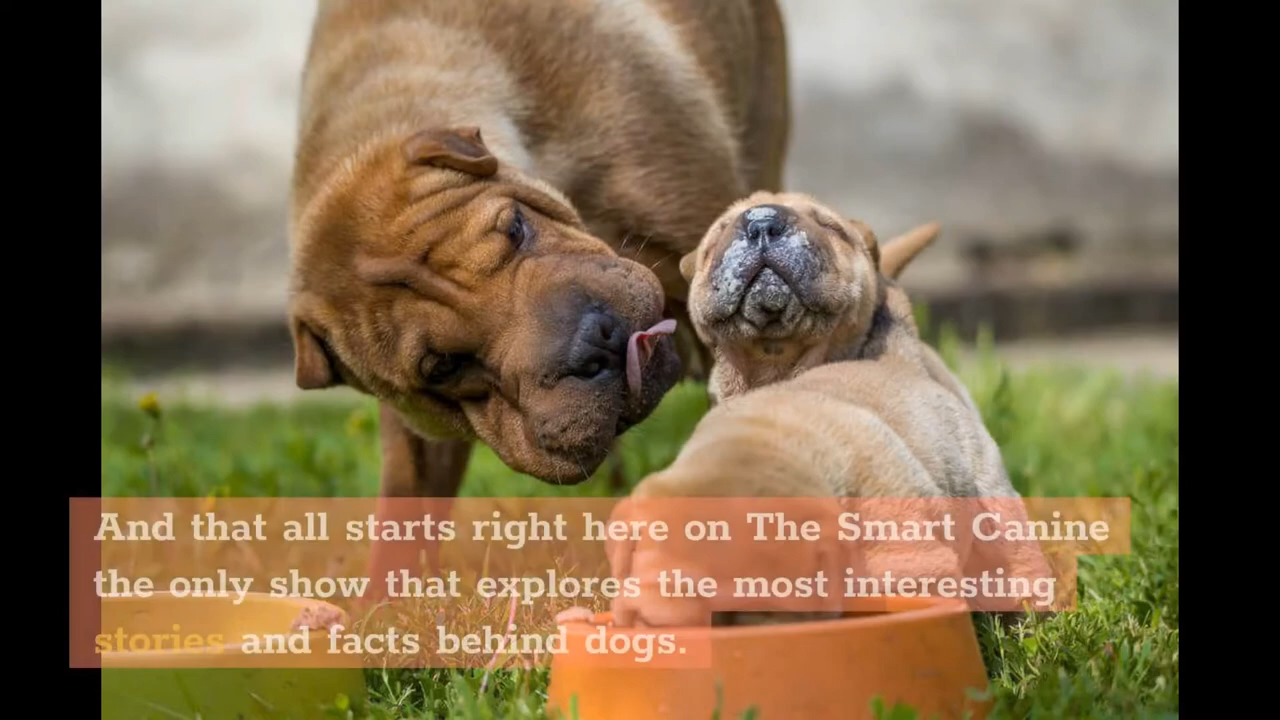 And that all starts right here on The Smart Canine
the only show that explores the most interesting
stories and facts behind dogs.